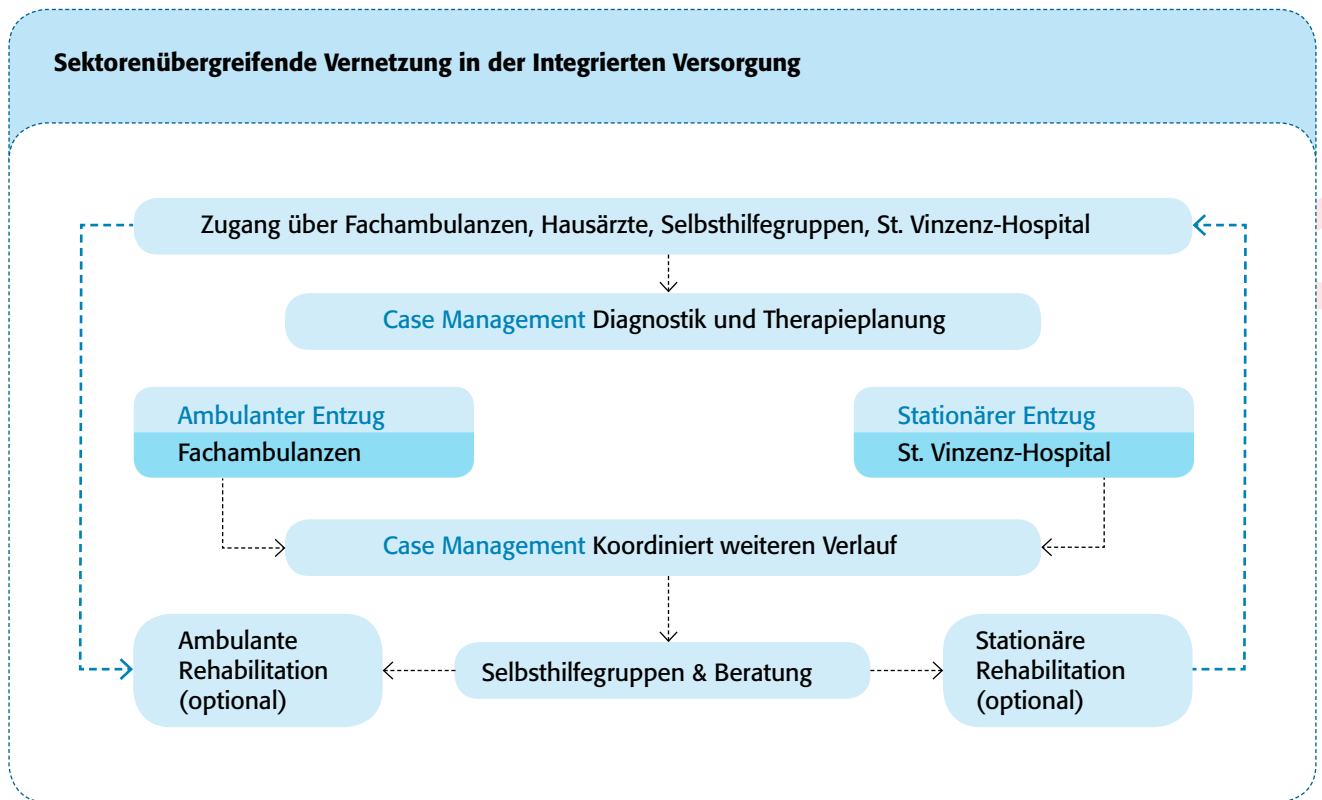 Sektorenübergreifende Vernetzung in der Integrierten Versorgung
Zugang über Fachambulanzen, Hausärzte, Selbsthilfegruppen, St. Vinzenz-Hospital
Case Management Diagnostik und Therapieplanung
Ambulanter Entzug
Fachambulanzen
Stationärer Entzug
St. Vinzenz-Hospital
Case Management Koordiniert weiteren Verlauf
Ambulante
Rehabilitation
(optional)
Selbsthilfegruppen & Beratung
Stationäre
Rehabilitation
(optional)